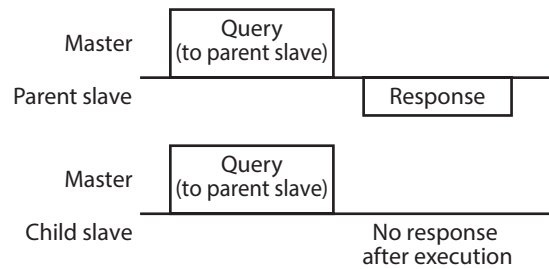 Query
(to parent slave)
Master
Parent slave
Response
Query
(to parent slave)
Master
Child slave
No response
after execution